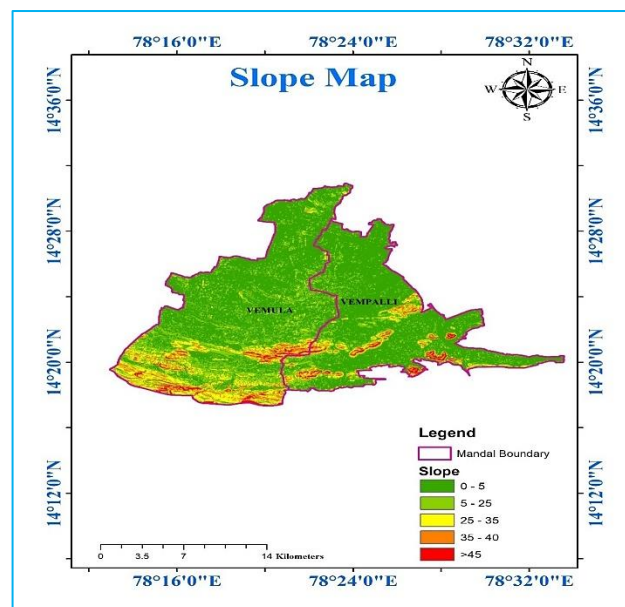 78°16'0"E 78°24'0"E 78°32'0"E
Slope Map
N
W E
S
14°36'0"N 14°36'0"N
14°28'0"N 14°28'0"N
VEMPALLI
VEMULA
14°20'0"N 14°20'0"N
Legend
Mandal Boundary
Slope
0 - 5
5 - 25
25 - 35
35 - 40
>45
14°12'0"N 14°12'0"N
0 3.5 7 14 Kilometers
78°16'0"E 78°24'0"E 78°32'0"E